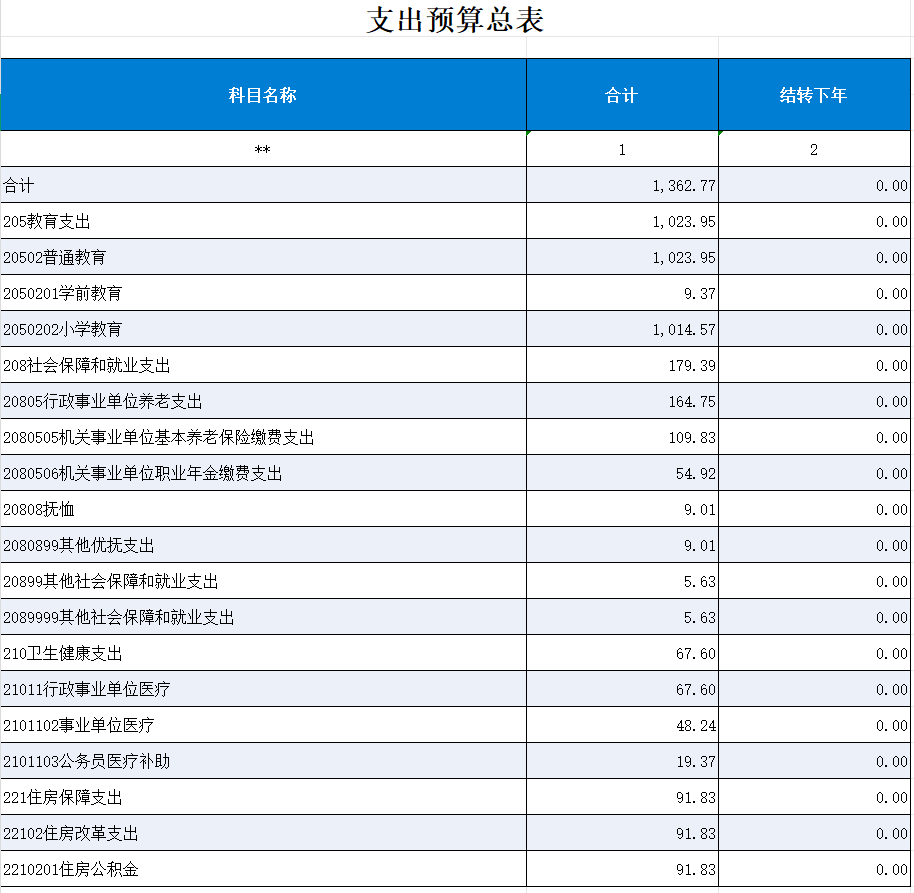 支出预算总表
科目名称 合计 结转下年
** 1 2
合计 1,362.77 0.00
205教育支出 1,023.95 0.00
20502普通教育 1,023.95 0.00
2050201学前教育 9.37 0.00
2050202小学教育 1,014.57 0.00
208社会保障和就业支出 179.39 0.00
20805行政事业单位养老支出 164.75 0.00
2080505机关事业单位基本养老保险缴费支出 109.83 0.00
2080506机关事业单位职业年金缴费支出 54.92 0.00
20808抚恤 9.01 0.00
2080899其他优抚支出 9.01 0.00
20899其他社会保障和就业支出 5.63 0.00
2089999其他社会保障和就业支出 5.63 0.00
210卫生健康支出 67.60 0.00
21011行政事业单位医疗 67.60 0.00
2101102事业单位医疗 48.24 0.00
2101103公务员医疗补助 19.37 0.00
221住房保障支出 91.83 0.00
22102住房改革支出 91.83 0.00
2210201住房公积金 91.83 0.00